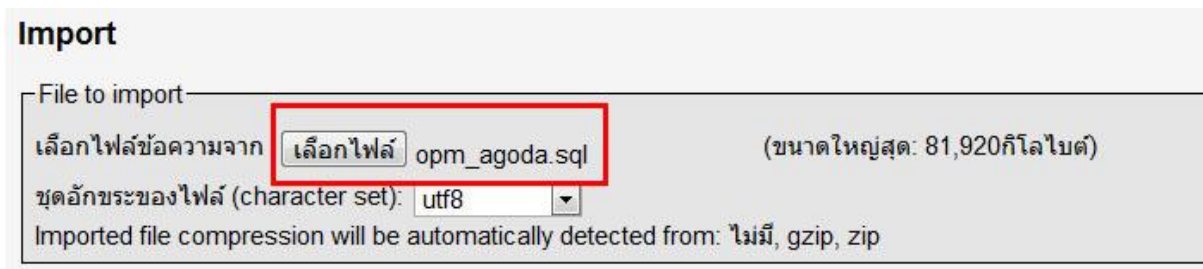 Import
File to import
เลือกไฟล์ข้อความจาก เลือกไฟล์ opm_agoda.sql (ขนาดใหญ่สุด: 81,920กิโลไบต์)
ชุดอักขระของไฟล์ (character set): utf8
Imported file compression will be automatically detected from: ไม่มี, gzip, zip